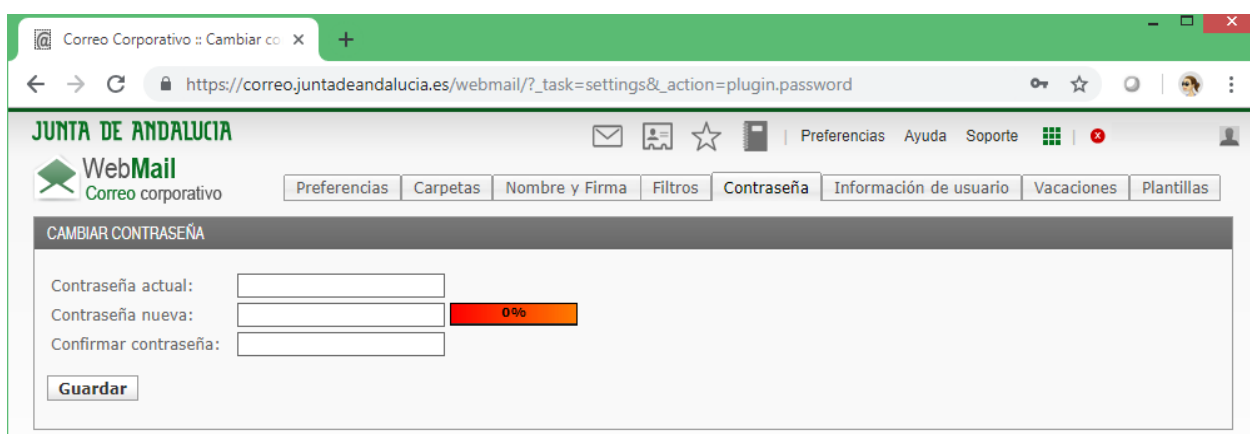 Correo Corporativo :: Cambiar co
https://correo.juntadeandalucia.es/webmail/?_task=settings&_action=plugin.password
JUNTA DE ANDALUCIA
Preferencias Ayuda Soporte
WebMail
Correo corporativo
Preferencias Carpetas Nombre y Firma Filtros Contraseña Información de usuario Vacaciones Plantillas
CAMBIAR CONTRASEÑA
Contraseña actual:
Contraseña nueva: 0%
Confirmar contraseña:
Guardar